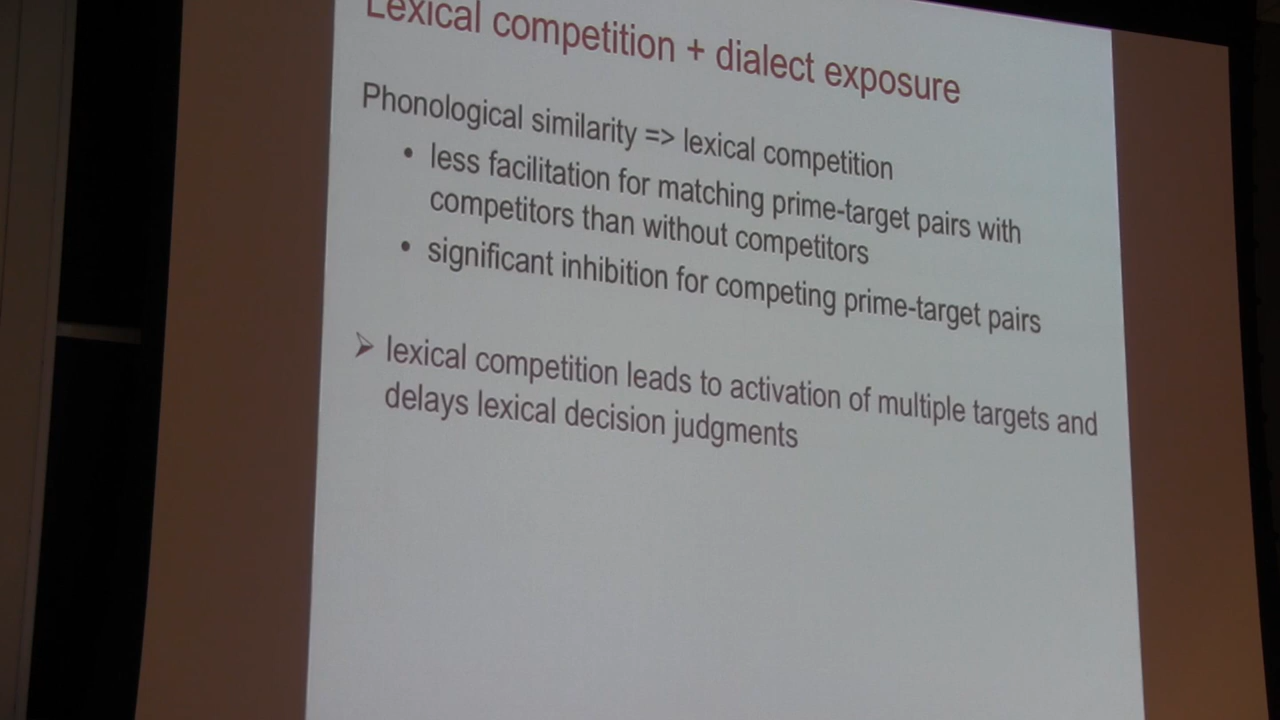 Lexical competition + dialect exposure
Phonological similarity => lexical competition
• less facilitation for matching prime-target pairs with
competitors than without competitors
• significant inhibition for competing prime-target pairs
➢ lexical competition leads to activation of multiple targets and
delays lexical decision judgments